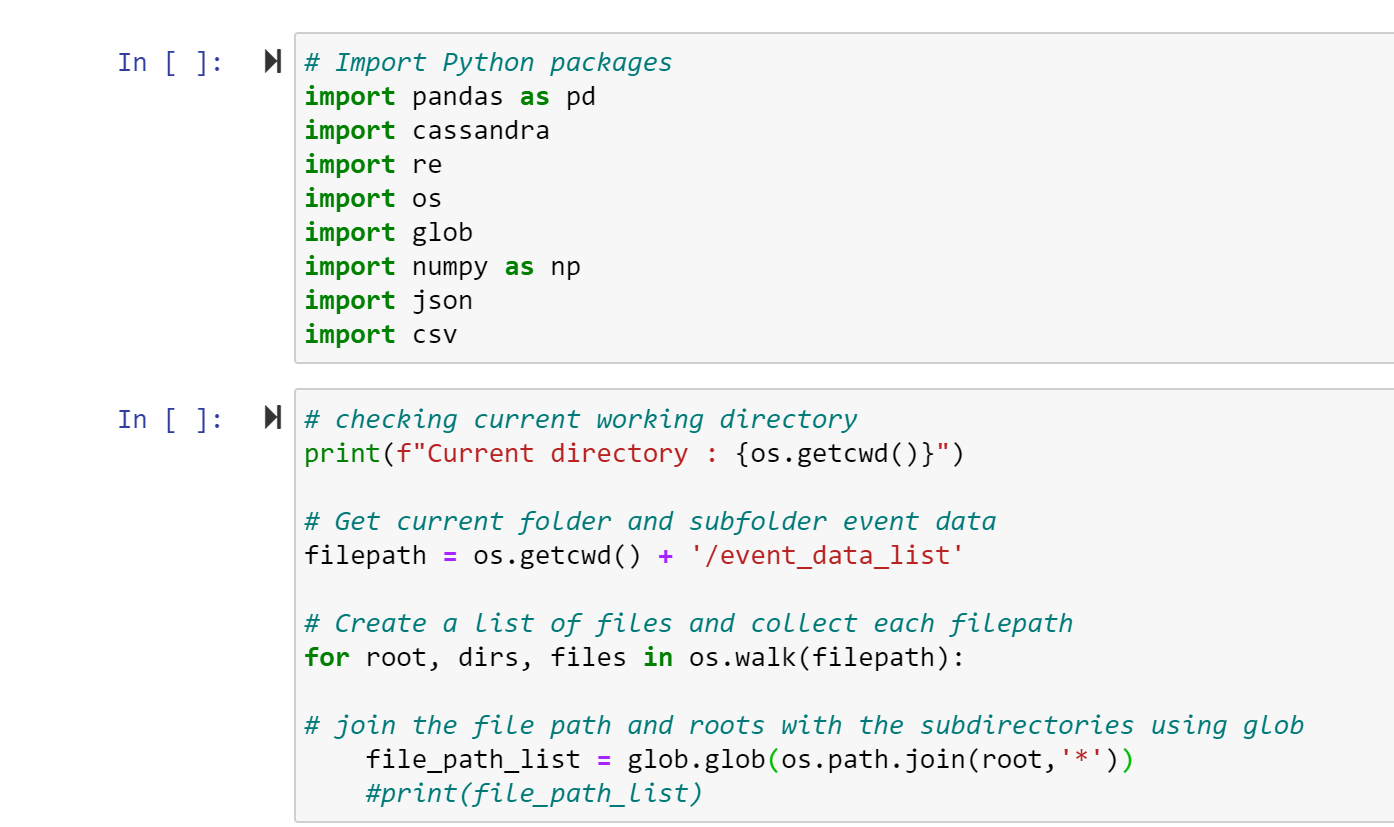 In [ ]:
# Import Python packages
import pandas as pd
import cassandra
import re
import os
import glob
import numpy as np
import json
import csv
In [ ]:
# checking current working directory
print(f"Current directory : {os.getcwd()}")
# Get current folder and subfolder event data
filepath = os.getcwd() + '/event_data_list'
# Create a list of files and collect each filepath
for root, dirs, files in os.walk(filepath):
# join the file path and roots with the subdirectories using glob
    file_path_list = glob.glob(os.path.join(root,'*'))
    #print(file_path_list)